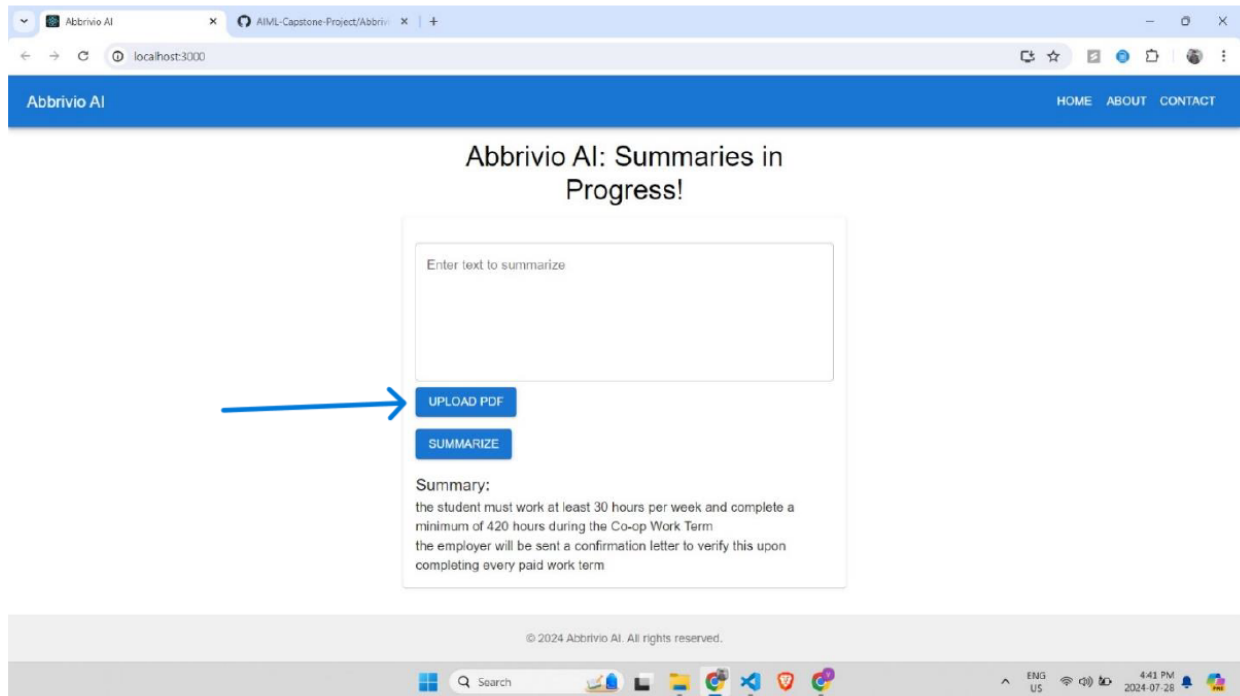 Abbrivio AI
AIML-Capstone-Project/Abbrivi
localhost:3000
Abbrivio AI
HOME ABOUT CONTACT
Abbrivio AI: Summaries in
Progress!
Enter text to summarize
UPLOAD PDF
SUMMARIZE
Summary:
the student must work at least 30 hours per week and complete a
minimum of 420 hours during the Co-op Work Term
the employer will be sent a confirmation letter to verify this upon
completing every paid work term
© 2024 Abbrivio AI. All rights reserved.
Search
ENG
US
4:41 PM
2024-07-28